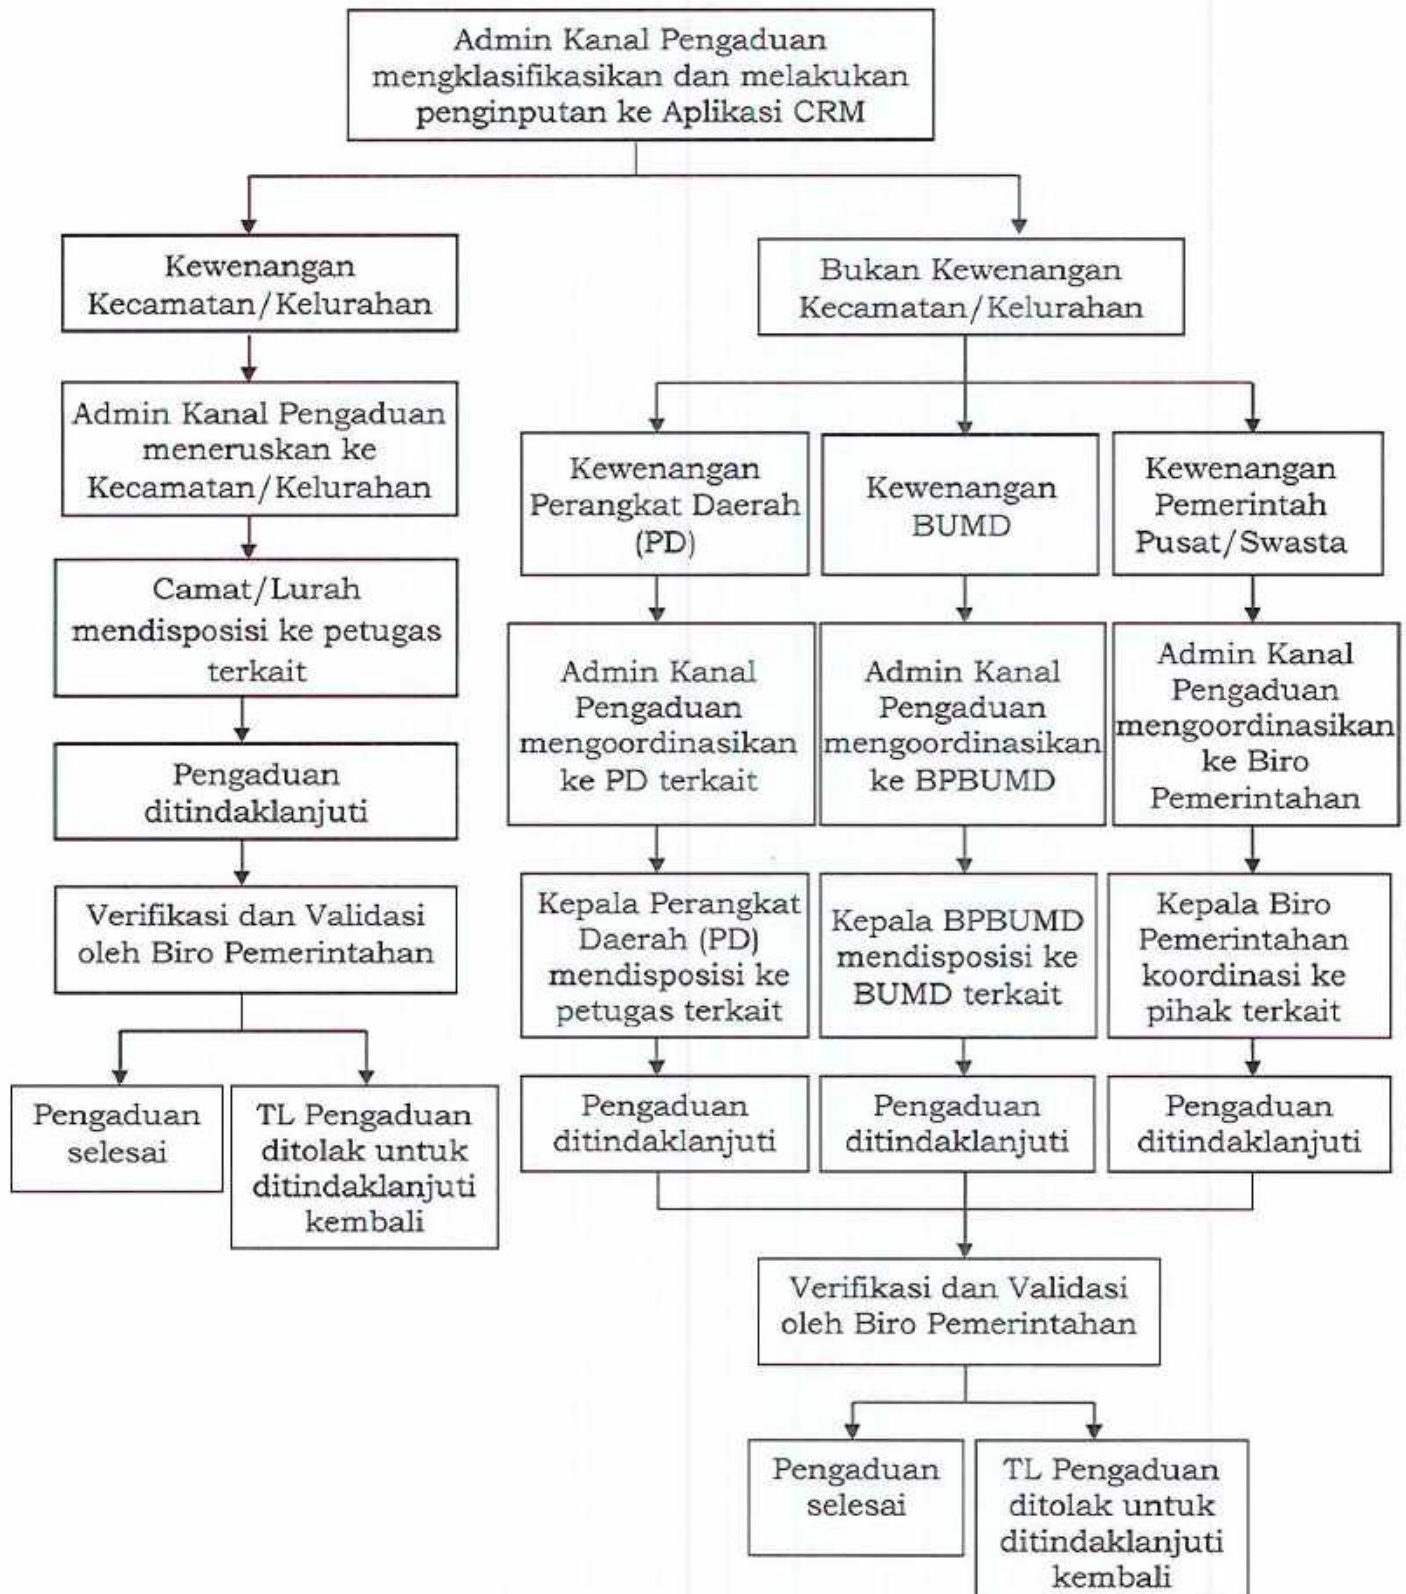 Admin Kanal Pengaduan
mengklasifikasikan dan melakukan
penginputan ke Aplikasi CRM
Kewenangan
Kecamatan/Kelurahan
Admin Kanal Pengaduan
meneruskan ke
Kecamatan/Kelurahan
Camat/Lurah
mendisposisi ke petugas
terkait
Pengaduan
ditindaklanjuti
Verifikasi dan Validasi
oleh Biro Pemerintahan
Pengaduan
selesai
TL Pengaduan
ditolak untuk
ditindaklanjuti
kembali
Bukan Kewenangan
Kecamatan/Kelurahan
Kewenangan
Perangkat Daerah
(PD)
Admin Kanal
Pengaduan
mengoordinasikan
ke PD terkait
Kepala Perangkat
Daerah (PD)
mendisposisi ke
petugas terkait
Pengaduan
ditindaklanjuti
Kewenangan
BUMD
Admin Kanal
Pengaduan
mengoordinasikan
ke BPBUMD
Kepala BPBUMD
mendisposisi ke
BUMD terkait
Pengaduan
ditindaklanjuti
Kewenangan
Pemerintah
Pusat/Swasta
Admin Kanal
Pengaduan
mengoordinasikan
ke Biro
Pemerintahan
Kepala Biro
Pemerintahan
koordinasi ke
pihak terkait
Pengaduan
ditindaklanjuti
Verifikasi dan Validasi
oleh Biro Pemerintahan
Pengaduan
selesai
TL Pengaduan
ditolak untuk
ditindaklanjuti
kembali